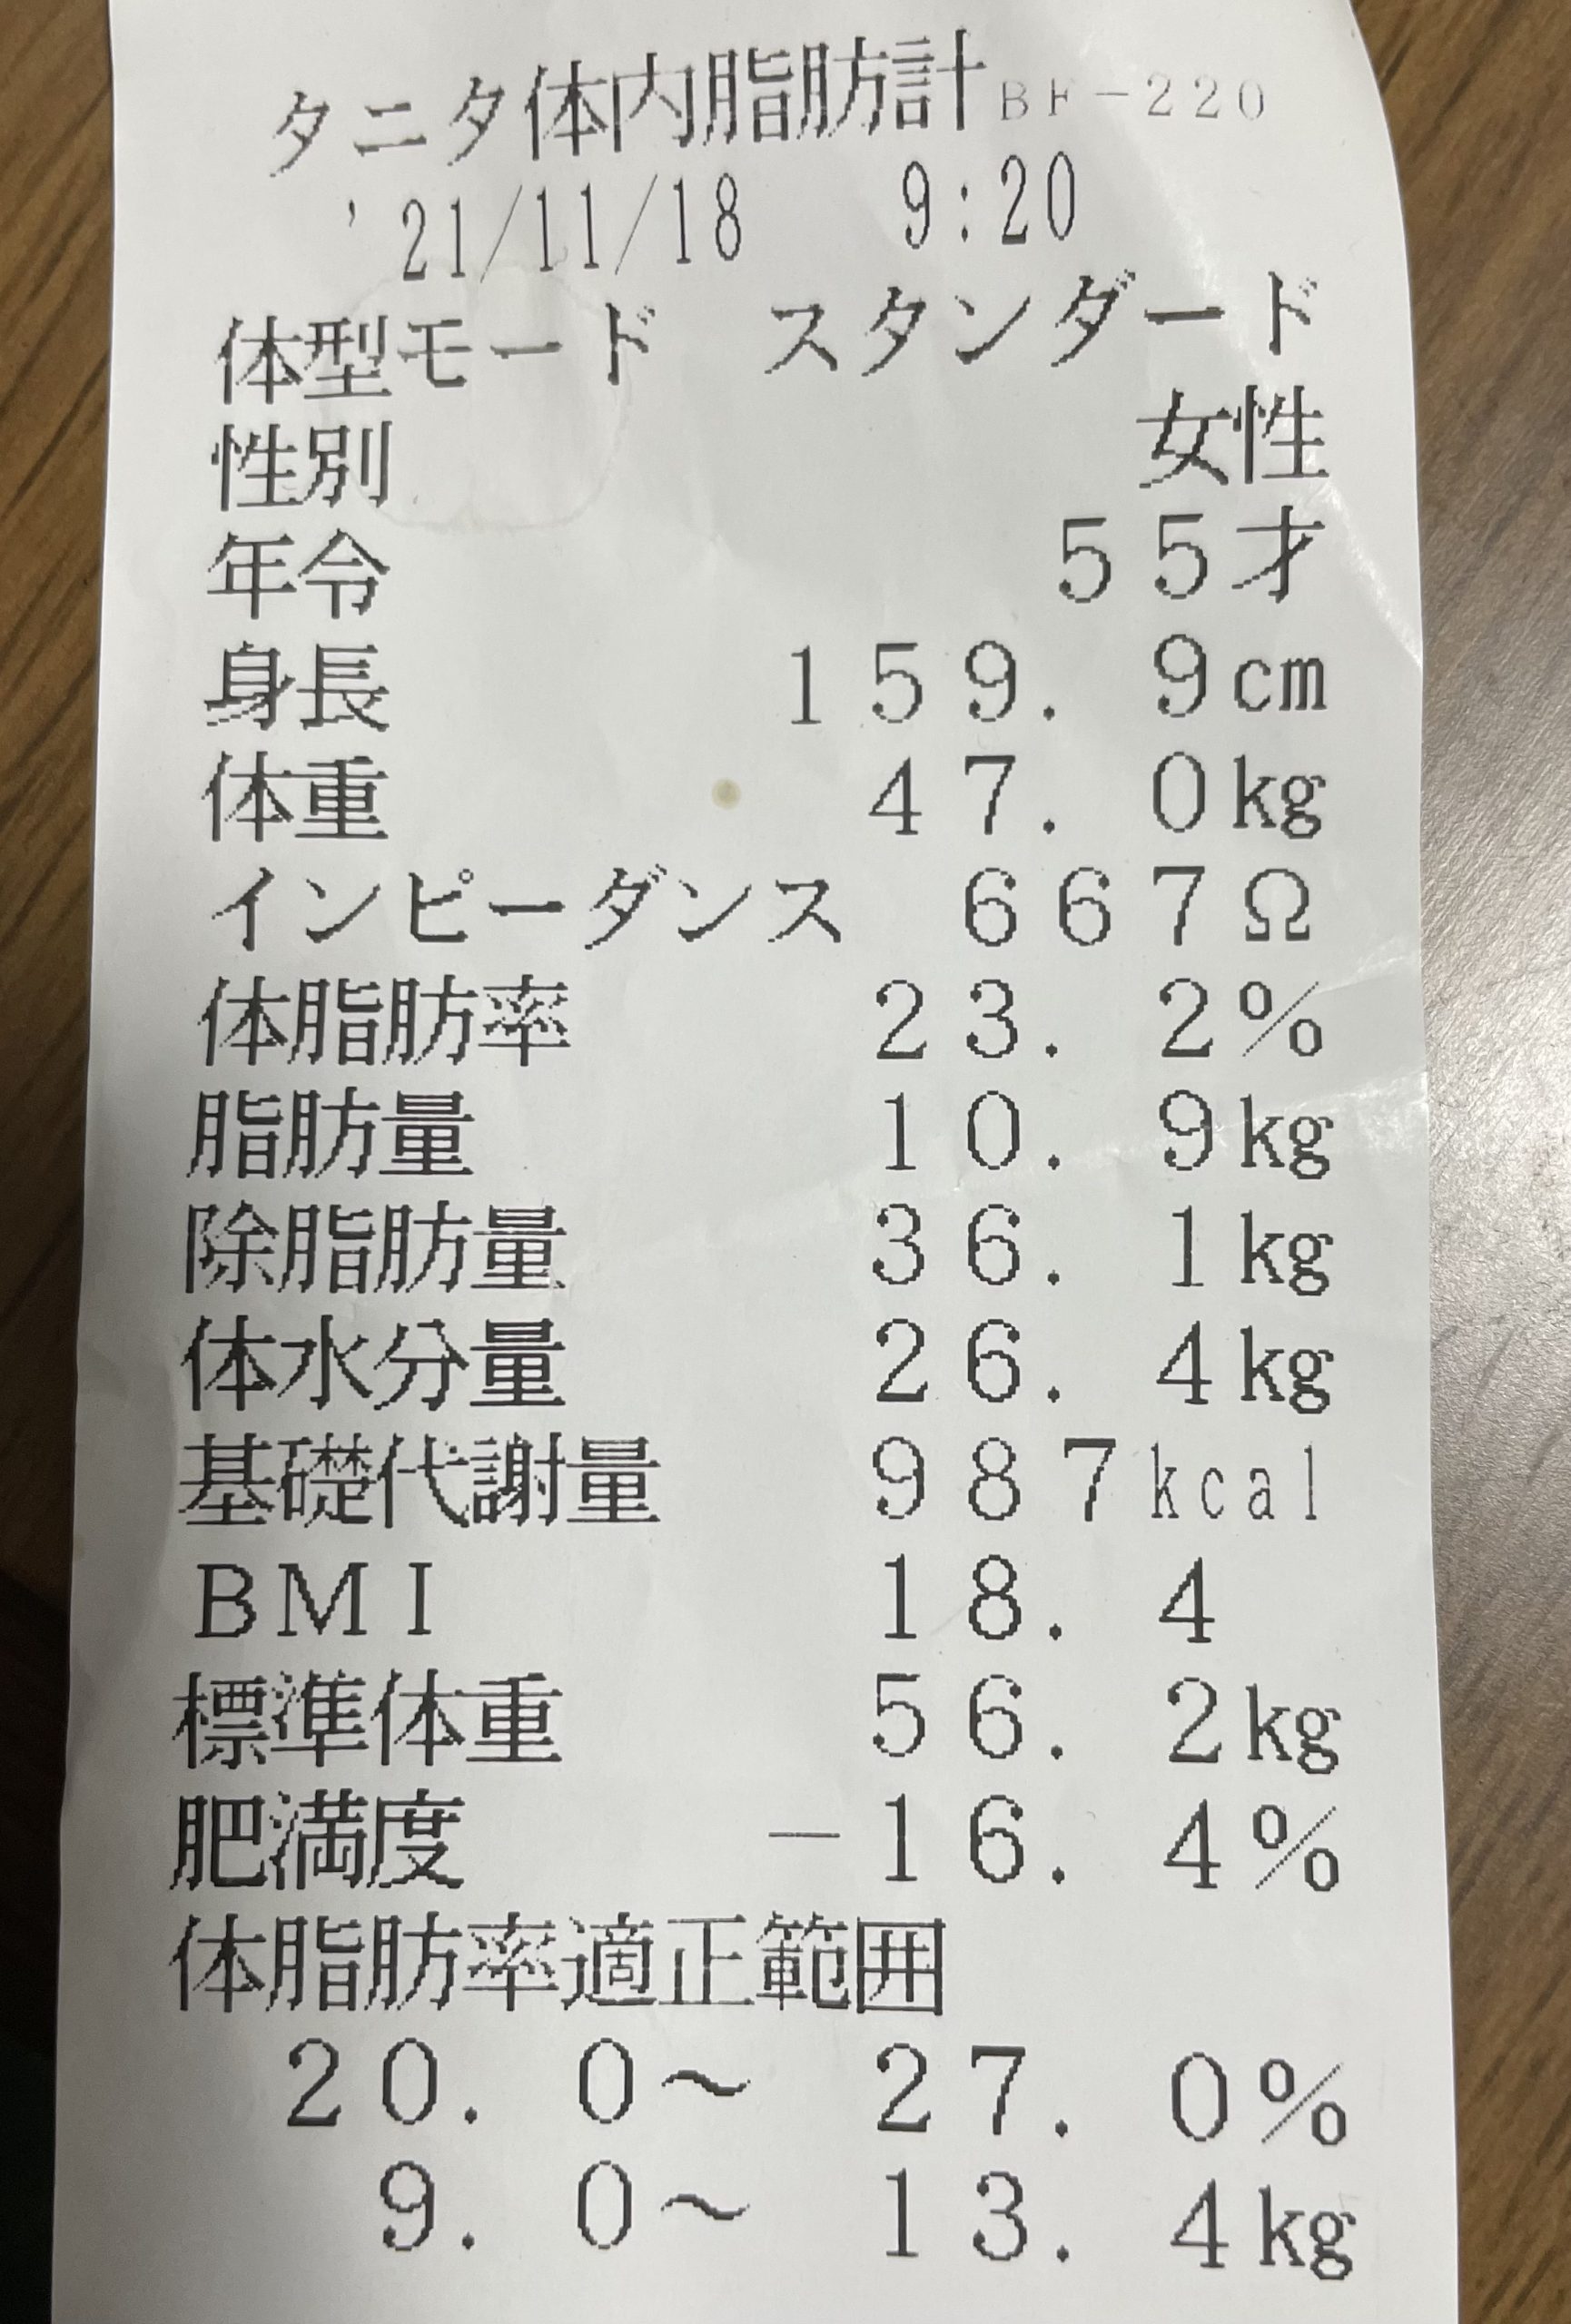 タニタ体内脂肪計BF-220
'21/11/18 9:20
体型モード スタンダード
性別 女性
年令 55才
身長 159.9cm
体重 47.0kg
インピーダンス 667Ω
体脂肪率 23.2%
脂肪量 10.9kg
除脂肪量 36.1kg
体水分量 26.4kg
基礎代謝量 987kcal
BMI 18.4
標準体重 56.2kg
肥満度 -16.4%
体脂肪率適正範囲
20.0～ 27.0%
9.0～ 13.4kg